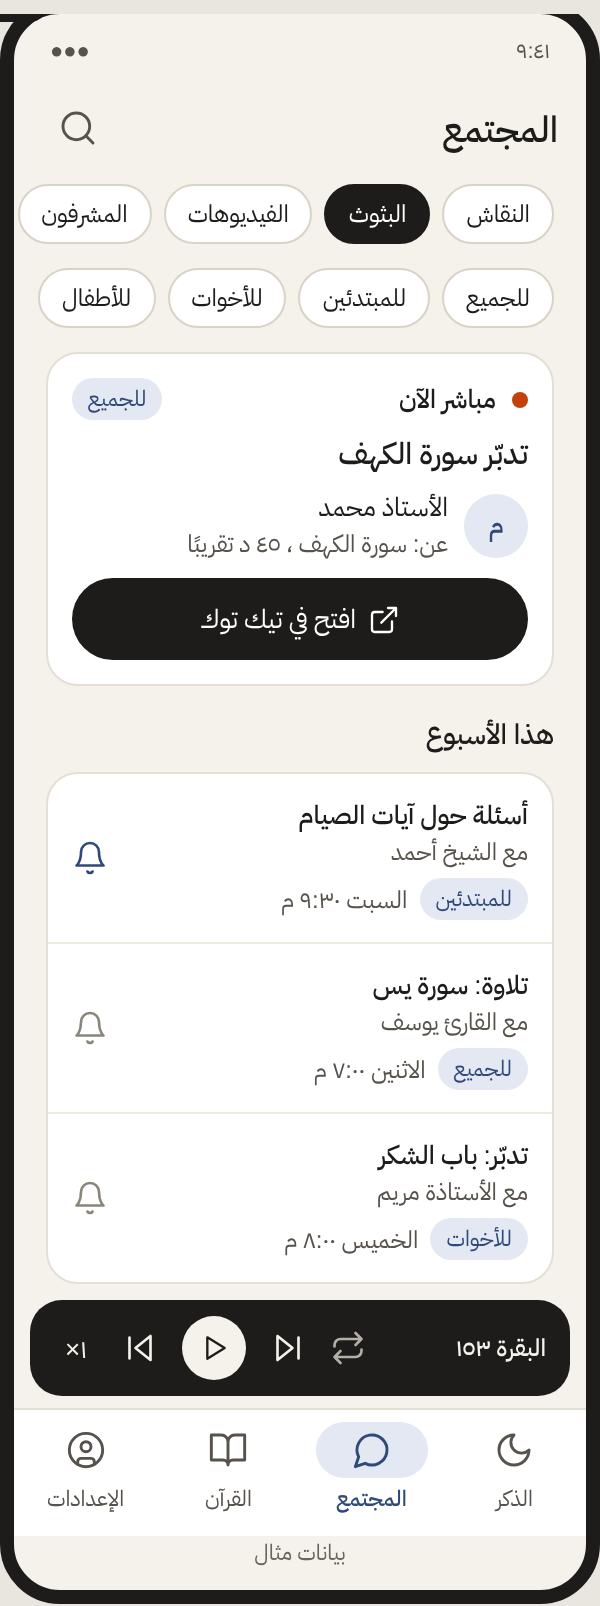 ٩:٤١
المجتمع
النقاش البثوث الفيديوهات المشرفون
للجميع للمبتدئين للأخوات للأطفال
مباشر الآن للجميع
تدبّر سورة الكهف
م
الأستاذ محمد
عن: سورة الكهف ، ٤٥ د تقريبًا
افتح في تيك توك
هذا الأسبوع
أسئلة حول آيات الصيام
مع الشيخ أحمد
للمبتدئين السبت ٩:٣٠ م
تلاوة: سورة يس
مع القارئ يوسف
للجميع الاثنين ٧:٠٠ م
تدبّر: باب الشكر
مع الأستاذة مريم
للأخوات الخميس ٨:٠٠ م
البقرة ١٥٣ ١×
الذكر المجتمع القرآن الإعدادات
بيانات مثال